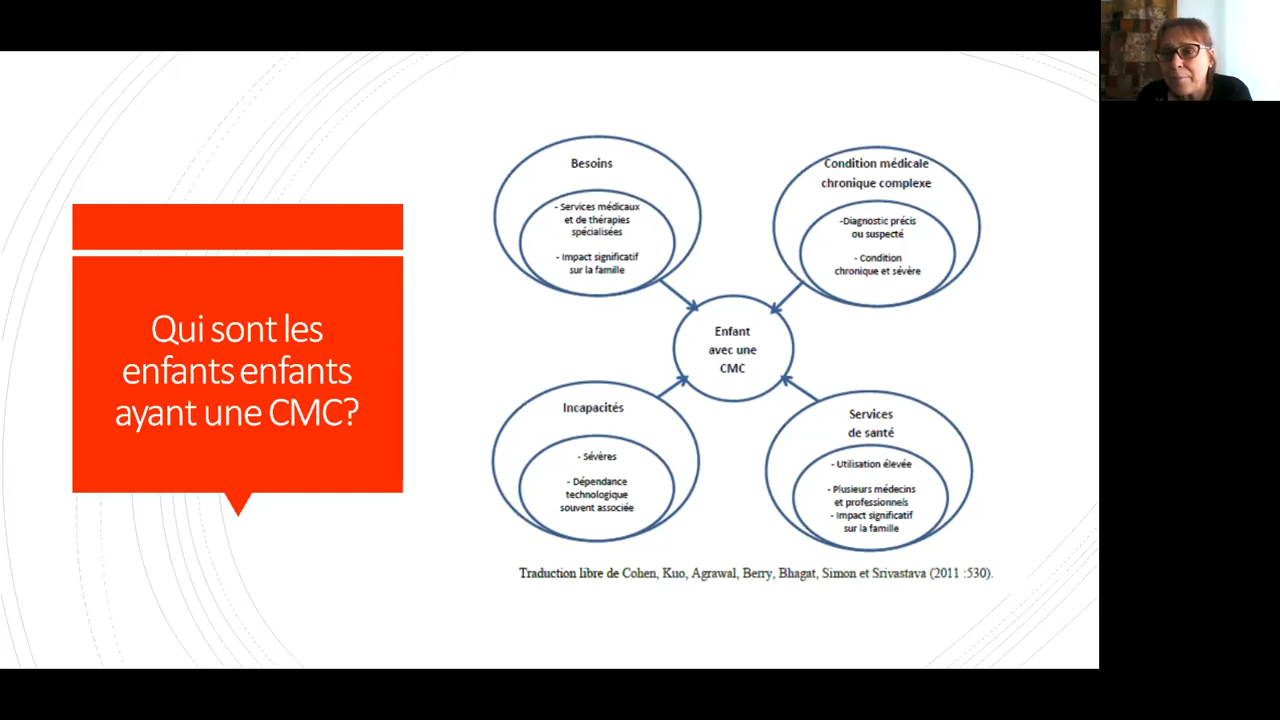 Qui sont les
enfants enfants
ayant une CMC?
Besoins
- Services médicaux
et de thérapies
spécialisées
- Impact significatif
sur la famille
Condition médicale
chronique complexe
-Diagnostic précis
ou suspecté
- Condition
chronique et sévère
Enfant
avec une
CMC
Incapacités
- Sévères
- Dépendance
technologique
souvent associée
Services
de santé
- Utilisation élevée
- Plusieurs médecins
et professionnels
- Impact significatif
sur la famille
Traduction libre de Cohen, Kuo, Agrawal, Berry, Bhagat, Simon et Srivastava (2011 :530).